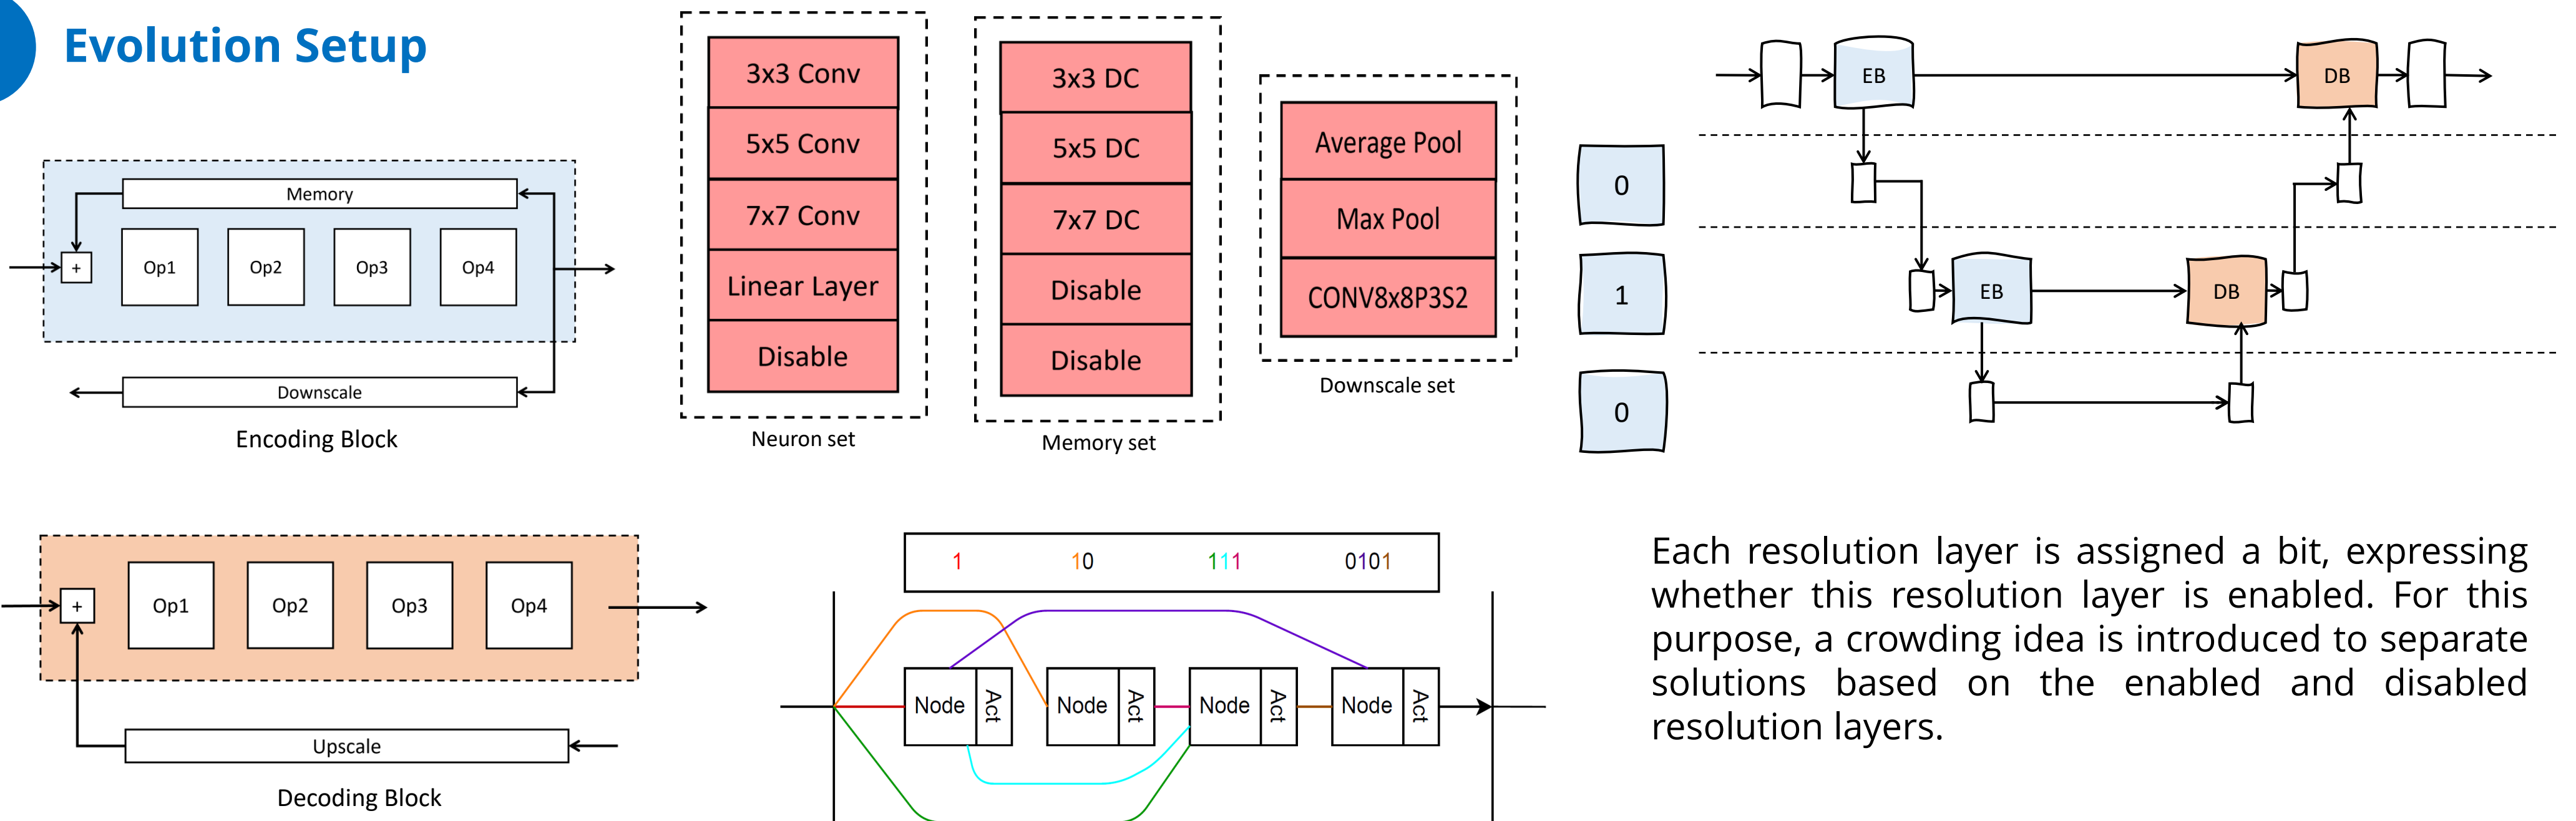 Evolution Setup
Memory
+
Op1
Op2
Op3
Op4
Downscale
Encoding Block
3x3 Conv
5x5 Conv
7x7 Conv
Linear Layer
Disable
Neuron set
3x3 DC
5x5 DC
7x7 DC
Disable
Disable
Memory set
Average Pool
Max Pool
CONV8x8P3S2
Downscale set
0
1
0
EB
DB
EB
DB
+
Op1
Op2
Op3
Op4
Upscale
Decoding Block
1 10 111 0101
Node Act Node Act Node Act Node Act
Each resolution layer is assigned a bit, expressing
whether this resolution layer is enabled. For this
purpose, a crowding idea is introduced to separate
solutions based on the enabled and disabled
resolution layers.